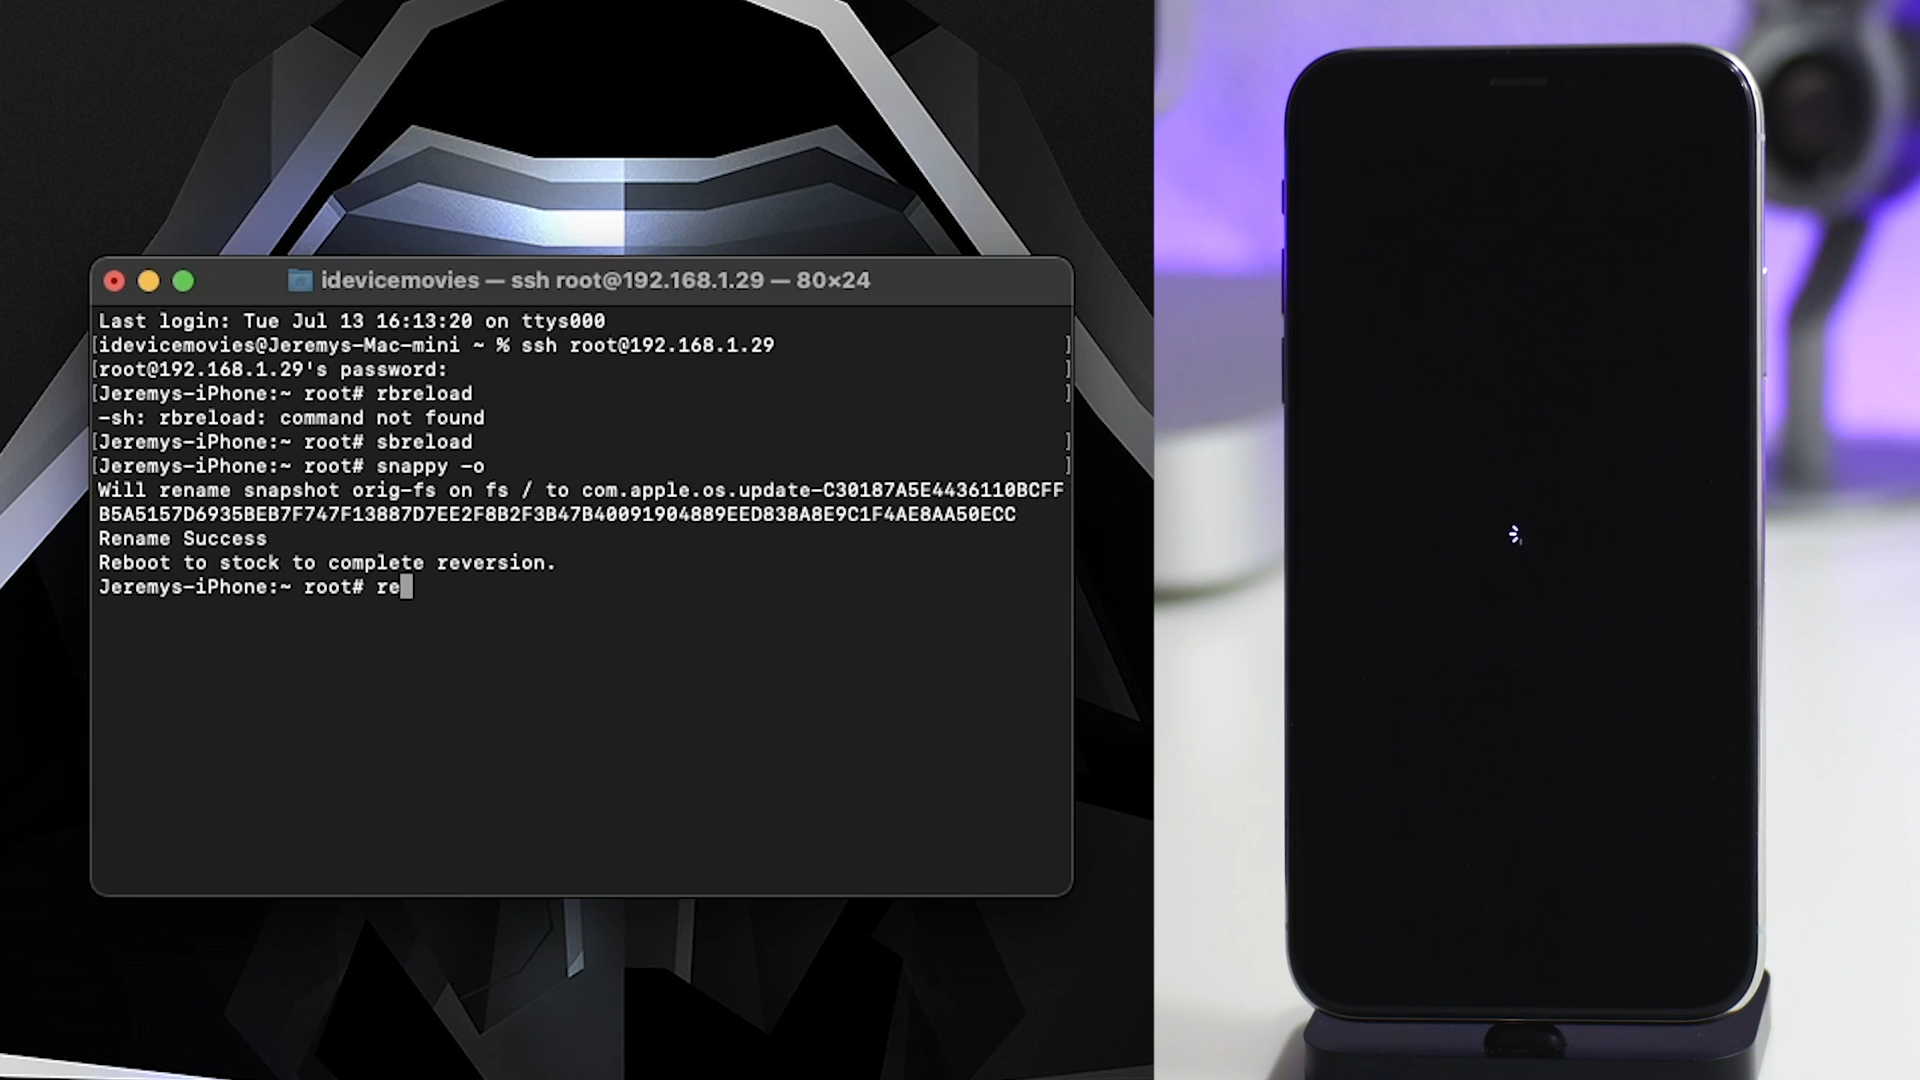 idevicemovies — ssh root@192.168.1.29 — 80×24
Last login: Tue Jul 13 16:13:20 on ttys000
[idevicemovies@Jeremys-Mac-mini ~ % ssh root@192.168.1.29 ]
[root@192.168.1.29's password: ]
[Jeremys-iPhone:~ root# rbreload ]
-sh: rbreload: command not found
[Jeremys-iPhone:~ root# sbreload ]
[Jeremys-iPhone:~ root# snappy -o ]
Will rename snapshot orig-fs on fs / to com.apple.os.update-C30187A5E4436110BCFF
B5A5157D6935BEB7F747F13887D7EE2F8B2F3B47B40091904889EED838A8E9C1F4AE8AA50ECC
Rename Success
Reboot to stock to complete reversion.
Jeremys-iPhone:~ root# re